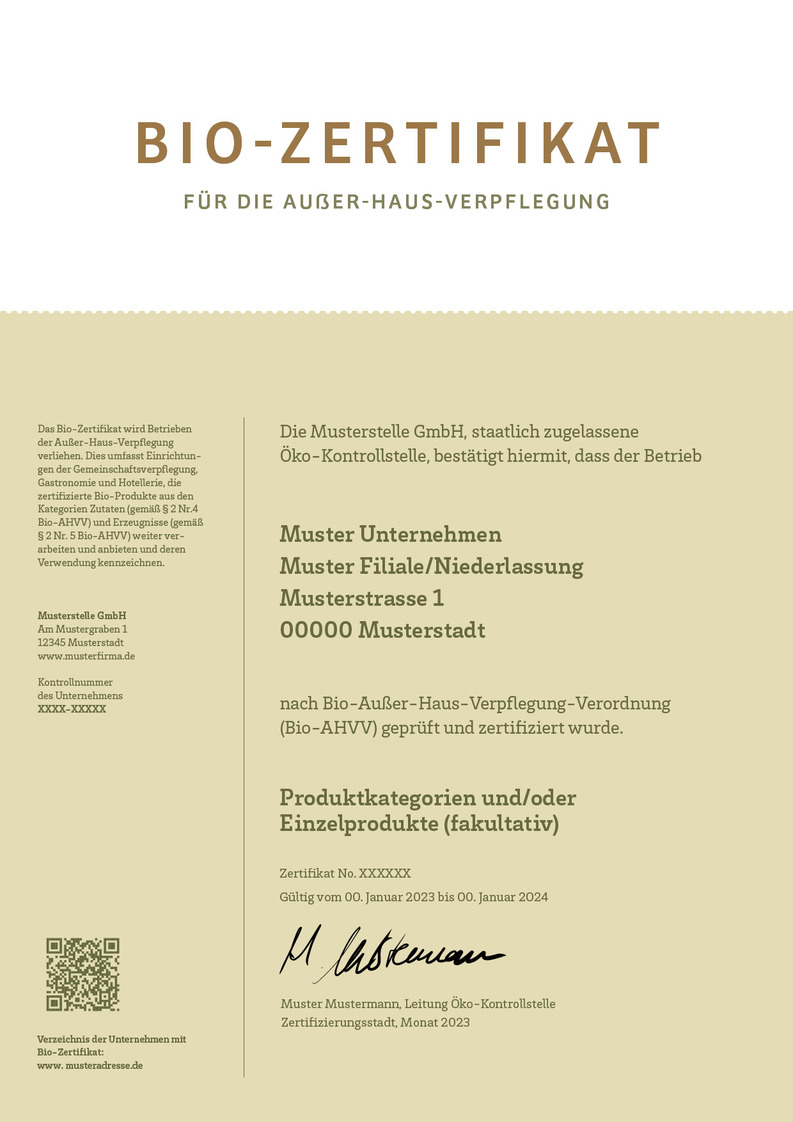 BIO-ZERTIFIKAT
FÜR DIE AUßER-HAUS-VERPFLEGUNG
Das Bio-Zertifikat wird Betrieben
der Außer-Haus-Verpflegung
verliehen. Dies umfasst Einrichtun-
gen der Gemeinschaftsverpflegung,
Gastronomie und Hotellerie, die
zertifizierte Bio-Produkte aus den
Kategorien Zutaten (gemäß § 2 Nr.4
Bio-AHVV) und Erzeugnisse (gemäß
§ 2 Nr. 5 Bio-AHVV) weiter ver-
arbeiten und anbieten und deren
Verwendung kennzeichnen.
Musterstelle GmbH
Am Mustergraben 1
12345 Musterstadt
www.musterfirma.de
Kontrollnummer
des Unternehmens
XXXX-XXXXX
Verzeichnis der Unternehmen mit
Bio-Zertifikat:
www. musteradresse.de
Die Musterstelle GmbH, staatlich zugelassene
Öko-Kontrollstelle, bestätigt hiermit, dass der Betrieb
Muster Unternehmen
Muster Filiale/Niederlassung
Musterstrasse 1
00000 Musterstadt
nach Bio-Außer-Haus-Verpflegung-Verordnung
(Bio-AHVV) geprüft und zertifiziert wurde.
Produktkategorien und/oder
Einzelprodukte (fakultativ)
Zertifikat No. XXXXXX
Gültig vom 00. Januar 2023 bis 00. Januar 2024
Muster Mustermann, Leitung Öko-Kontrollstelle
Zertifizierungsstadt, Monat 2023